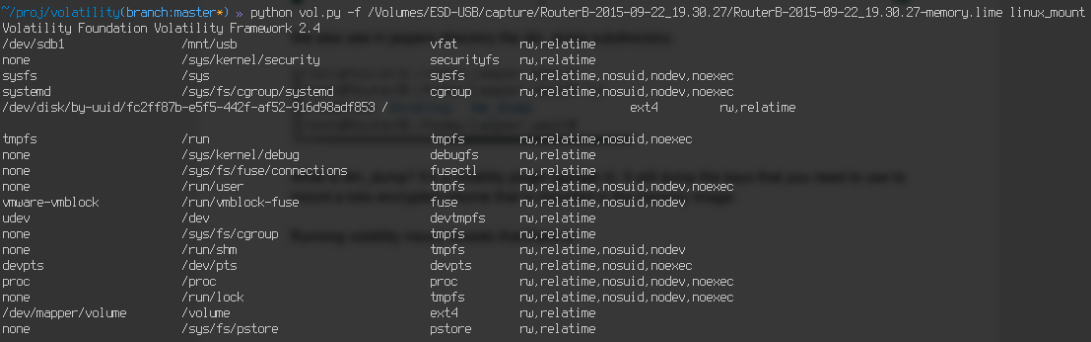 ~/proj/volatility(branch:master*) » python vol.py -f /Volumes/ESD-USB/capture/RouterB-2015-09-22_19.30.27/RouterB-2015-09-22_19.30.27-memory.lime linux_mount
Volatility Foundation Volatility Framework 2.4
/dev/sdb1 /mnt/usb vfat rw,relatime
none /sys/kernel/security securityfs rw,relatime
sysfs /sys sysfs rw,relatime,nosuid,nodev,noexec
systemd /sys/fs/cgroup/systemd cgroup rw,relatime,nosuid,nodev,noexec
/dev/disk/by-uuid/fc2ff87b-e5f5-442f-af52-916d98adf853 / ext4 rw,relatime
tmpfs /run tmpfs rw,relatime,nosuid,noexec
none /sys/kernel/debug debugfs rw,relatime
none /sys/fs/fuse/connections fusectl rw,relatime
none /run/user tmpfs rw,relatime,nosuid,nodev,noexec
vmware-vmblock /run/vmblock-fuse fuse rw,relatime,nosuid,nodev
udev /dev devtmpfs rw,relatime
none /sys/fs/cgroup tmpfs rw,relatime
none /run/shm tmpfs rw,relatime,nosuid,nodev
devpts /dev/pts devpts rw,relatime,nosuid,noexec
proc /proc proc rw,relatime,nosuid,nodev,noexec
none /run/lock tmpfs rw,relatime,nosuid,nodev,noexec
/dev/mapper/volume /volume ext4 rw,relatime
none /sys/fs/pstore pstore rw,relatime